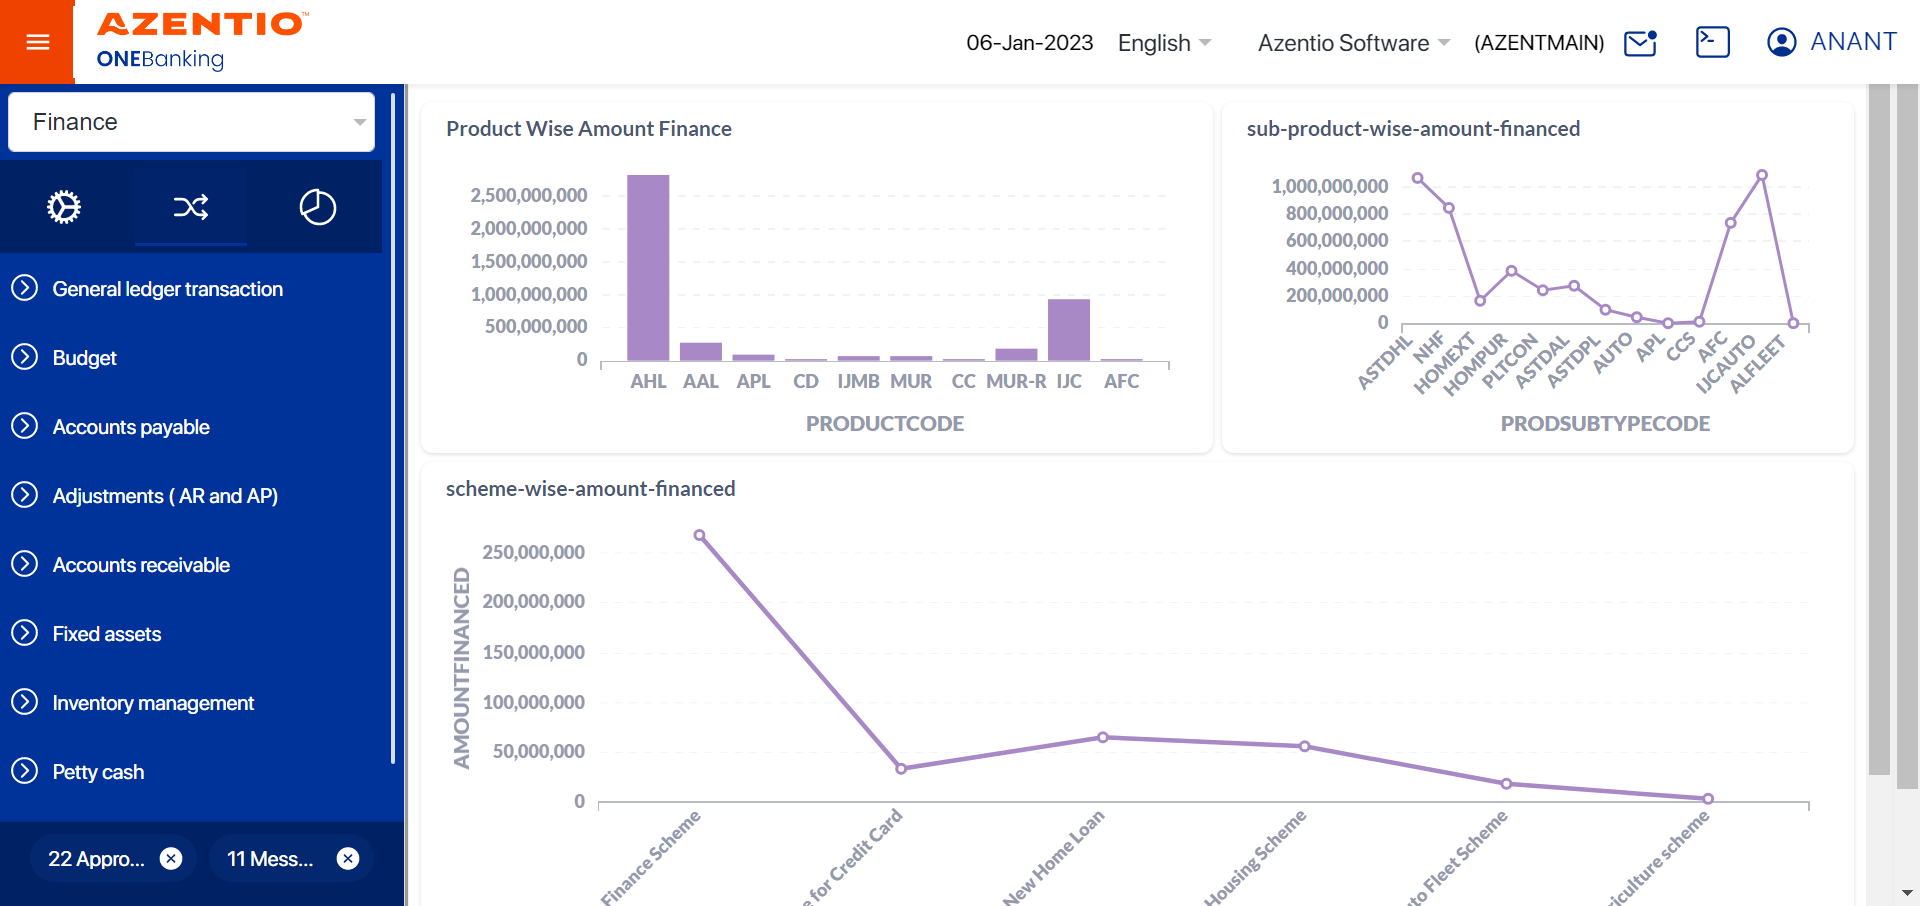 AZENTIO™
ONEBanking
06-Jan-2023
English
Azentio Software
(AZENTMAIN)
ANANT
Finance
General ledger transaction
Budget
Accounts payable
Adjustments ( AR and AP)
Accounts receivable
Fixed assets
Inventory management
Petty cash
22 Appro...
11 Mess...
Product Wise Amount Finance
2,500,000,000
2,000,000,000
1,500,000,000
1,000,000,000
500,000,000
0
AHL AAL APL CD IJMB MUR CC MUR-R IJC AFC
PRODUCTCODE
sub-product-wise-amount-financed
1,000,000,000
800,000,000
600,000,000
400,000,000
200,000,000
0
ASTDHL
NHF
HOMEXT
HOMPUR
PLTCON
ASTDAL
ASTDPL
AUTO
APL
CCS
AFC
IJCAUTO
ALFLEET
PRODSUBTYPECODE
scheme-wise-amount-financed
AMOUNTFINANCED
250,000,000
200,000,000
150,000,000
100,000,000
50,000,000
0
Finance Scheme
e for Credit Card
New Home Loan
Housing Scheme
to Fleet Scheme
riculture scheme